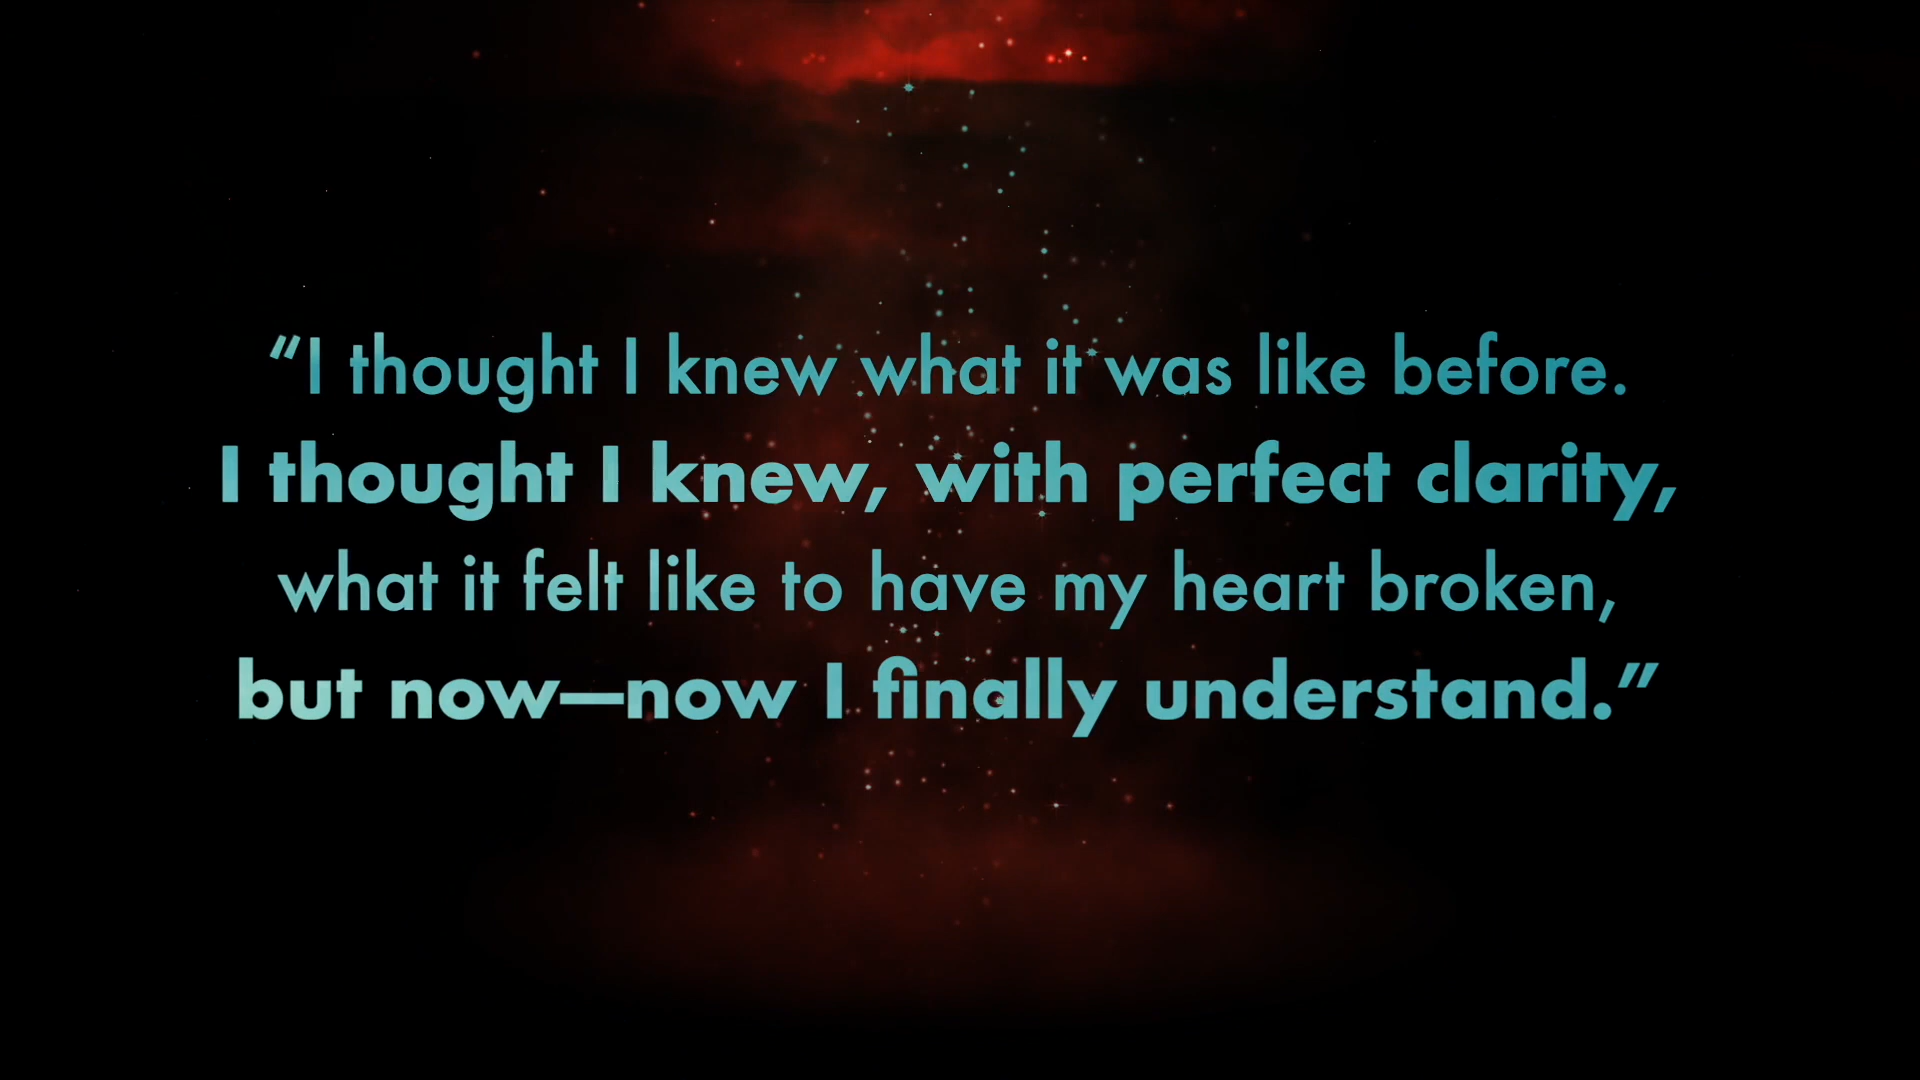 “I thought I knew what it was like before.
I thought I knew, with perfect clarity,
what it felt like to have my heart broken,
but now—now I finally understand.”